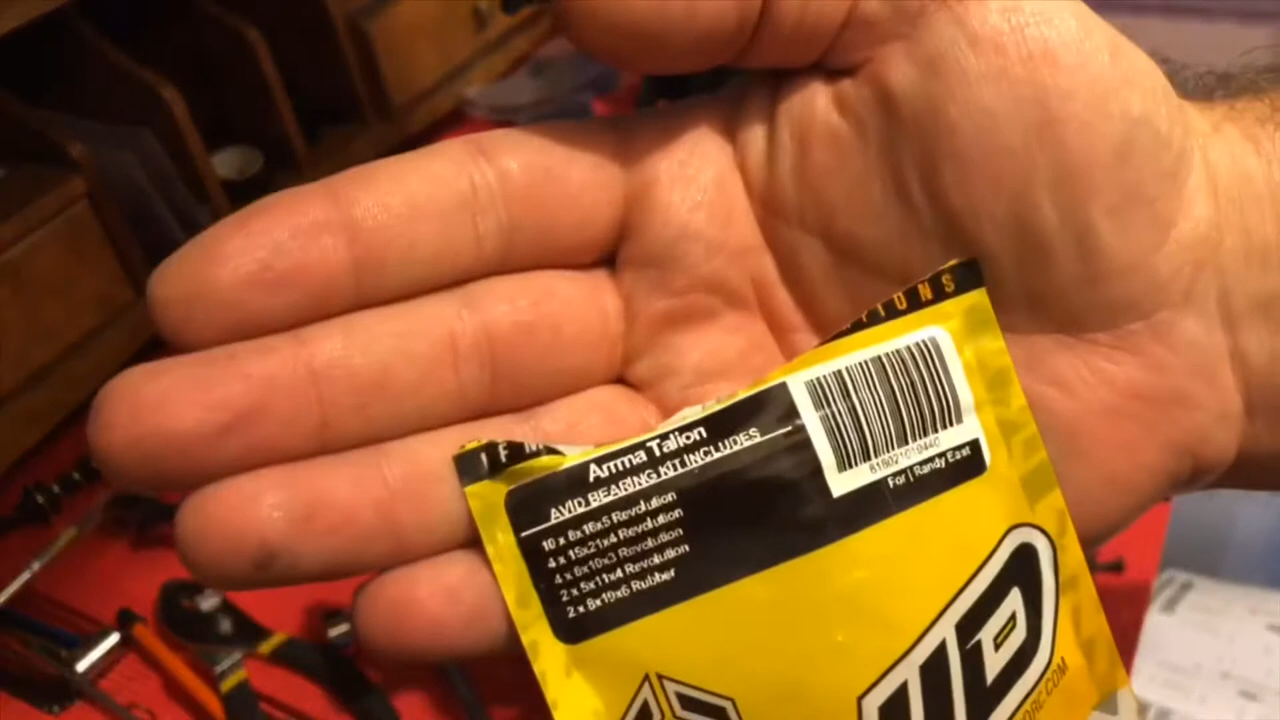 TIONS
Arrma Talion
AVID BEARING KIT INCLUDES
10 x 8x16x5 Revolution
4 x 15x21x4 Revolution
4 x 6x10x3 Revolution
2 x 5x11x4 Revolution
2 x 8x19x6 Rubber
For | Randy East